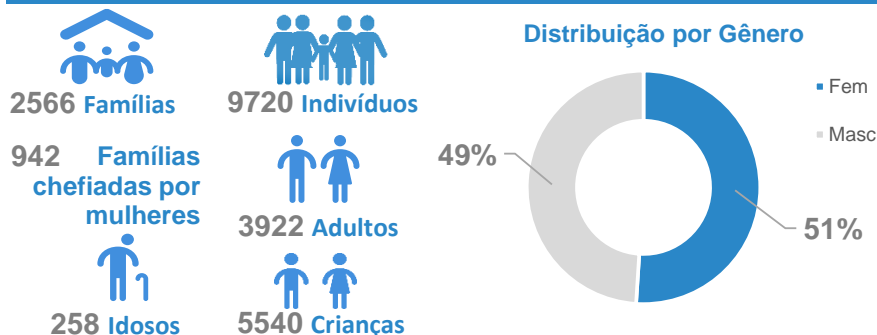 2566 Famílias
9720 Indivíduos
942 Famílias
chefiadas por
mulheres
3922 Adultos
258 Idosos
5540 Crianças
Distribuição por Gênero
Fem
Masc
49%
51%